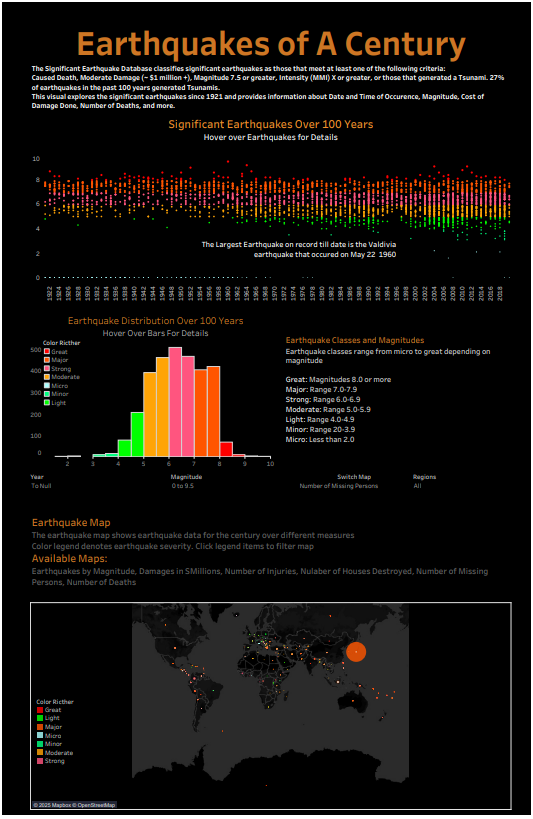 Earthquakes of A Century
The Significant Earthquake Database classifies significant earthquakes as those that meet at least one of the following criteria:
Caused Death, Moderate Damage (~ $1 million +), Magnitude 7.5 or greater, Intensity (MMI) X or greater, or those that generated a Tsunami. 27%
of earthquakes in the past 100 years generated Tsunamis.
This visual explores the significant earthquakes since 1921 and provides information about Date and Time of Occurence, Magnitude, Cost of
Damage Done, Number of Deaths, and more.
Significant Earthquakes Over 100 Years
Hover over Earthquakes for Details
10
8
6
4
2
0
The Largest Earthquake on record till date is the Valdivia
earthquake that occured on May 22 1960
1922 1924 1926 1928 1930 1932 1934 1936 1938 1940 1942 1944 1946 1948 1950 1952 1954 1956 1958 1960 1962 1964 1966 1968 1970 1972 1974 1976 1978 1980 1982 1984 1986 1988 1990 1992 1994 1996 1998 2000 2002 2004 2006 2008 2010 2012 2014 2016 2018
Earthquake Distribution Over 100 Years
Hover Over Bars For Details
Color Ricther
Great
Major
Strong
Moderate
Micro
Minor
Light
500
400
300
200
100
0
2 3 4 5 6 7 8 9 10
Earthquake Classes and Magnitudes
Earthquake classes range from micro to great depending on
magnitude
Great: Magnitudes 8.0 or more
Major: Range 7.0-7.9
Strong: Range 6.0-6.9
Moderate: Range 5.0-5.9
Light: Range 4.0-4.9
Minor: Range 20-3.9
Micro: Less than 2.0
Year Magnitude Switch Map Regions
To Null 0 to 9.5 Number of Missing Persons All
Earthquake Map
The earthquake map shows earthquake data for the century over different measures
Color legend denotes earthquake severity. Click legend items to filter map
Available Maps:
Earthquakes by Magnitude, Damages in SMillions, Number of Injuries, Nulaber of Houses Destroyed, Number of Missing
Persons, Number of Deaths
Color Ricther
Great
Light
Major
Micro
Minor
Moderate
Strong
© 2025 Mapbox © OpenStreetMap